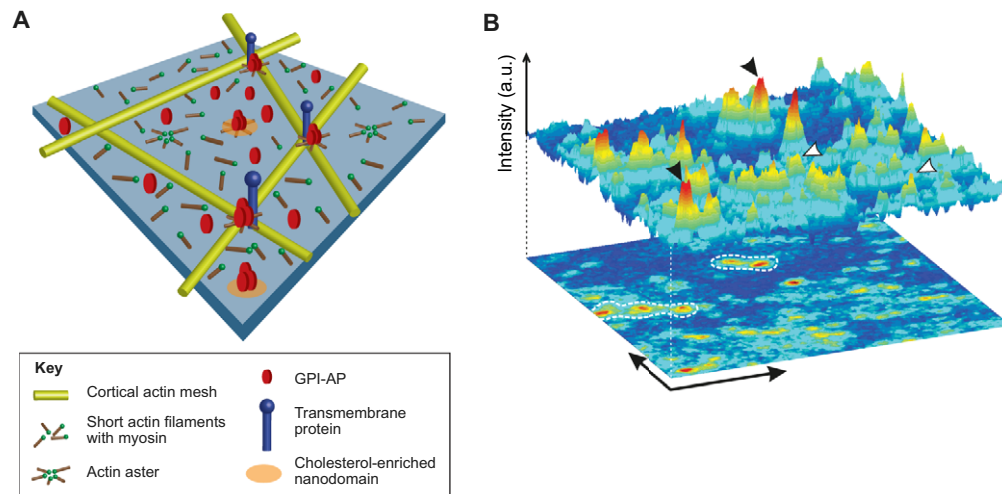 A
Key
Cortical actin mesh
Short actin filaments
with myosin
Actin aster
GPI-AP
Transmembrane
protein
Cholesterol-enriched
nanodomain
B
Intensity (a.u.)